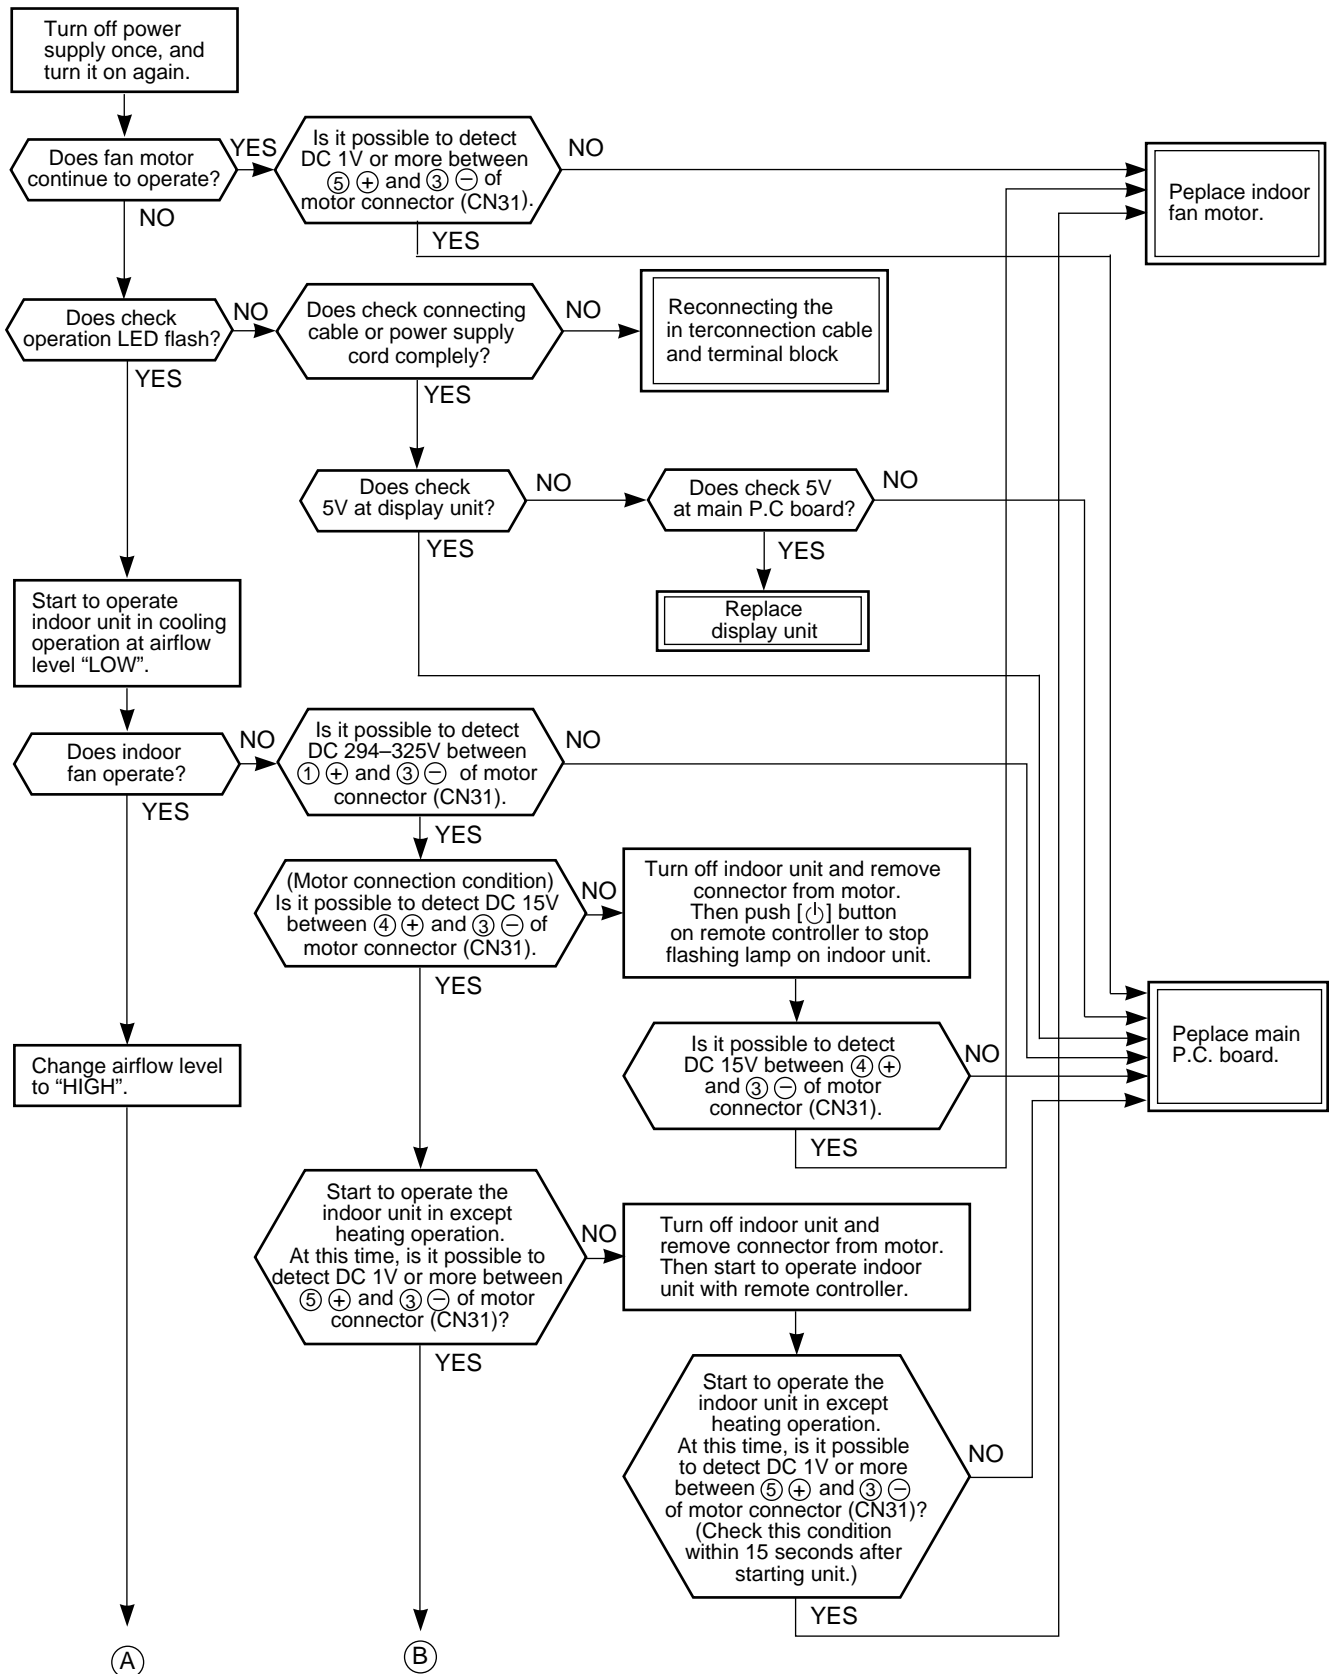 Turn off power
supply once, and
turn it on again.
Does fan motor
continue to operate?
YES
NO
Is it possible to detect
DC 1V or more between
⑤ ⊕ and ③ ⊖ of
motor connector (CN31).
NO
YES
Peplace indoor
fan motor.
Does check
operation LED flash?
NO
YES
Does check connecting
cable or power supply
cord complely?
NO
YES
Reconnecting the
in terconnection cable
and terminal block
Does check
5V at display unit?
NO
YES
Does check 5V
at main P.C board?
NO
YES
Replace
display unit
Start to operate
indoor unit in cooling
operation at airflow
level “LOW”.
Does indoor
fan operate?
NO
YES
Is it possible to detect
DC 294–325V between
① ⊕ and ③ ⊖ of motor
connector (CN31).
NO
YES
(Motor connection condition)
Is it possible to detect DC 15V
between ④ ⊕ and ③ ⊖ of
motor connector (CN31).
NO
YES
Turn off indoor unit and remove
connector from motor.
Then push [⏻] button
on remote controller to stop
flashing lamp on indoor unit.
Is it possible to detect
DC 15V between ④ ⊕
and ③ ⊖ of motor
connector (CN31).
NO
YES
Peplace main
P.C. board.
Change airflow level
to “HIGH”.
Start to operate the
indoor unit in except
heating operation.
At this time, is it possible to
detect DC 1V or more between
⑤ ⊕ and ③ ⊖ of motor
connector (CN31)?
NO
YES
Turn off indoor unit and
remove connector from motor.
Then start to operate indoor
unit with remote controller.
Start to operate the
indoor unit in except
heating operation.
At this time, is it possible
to detect DC 1V or more
between ⑤ ⊕ and ③ ⊖
of motor connector (CN31)?
(Check this condition
within 15 seconds after
starting unit.)
NO
YES
Ⓐ
Ⓑ